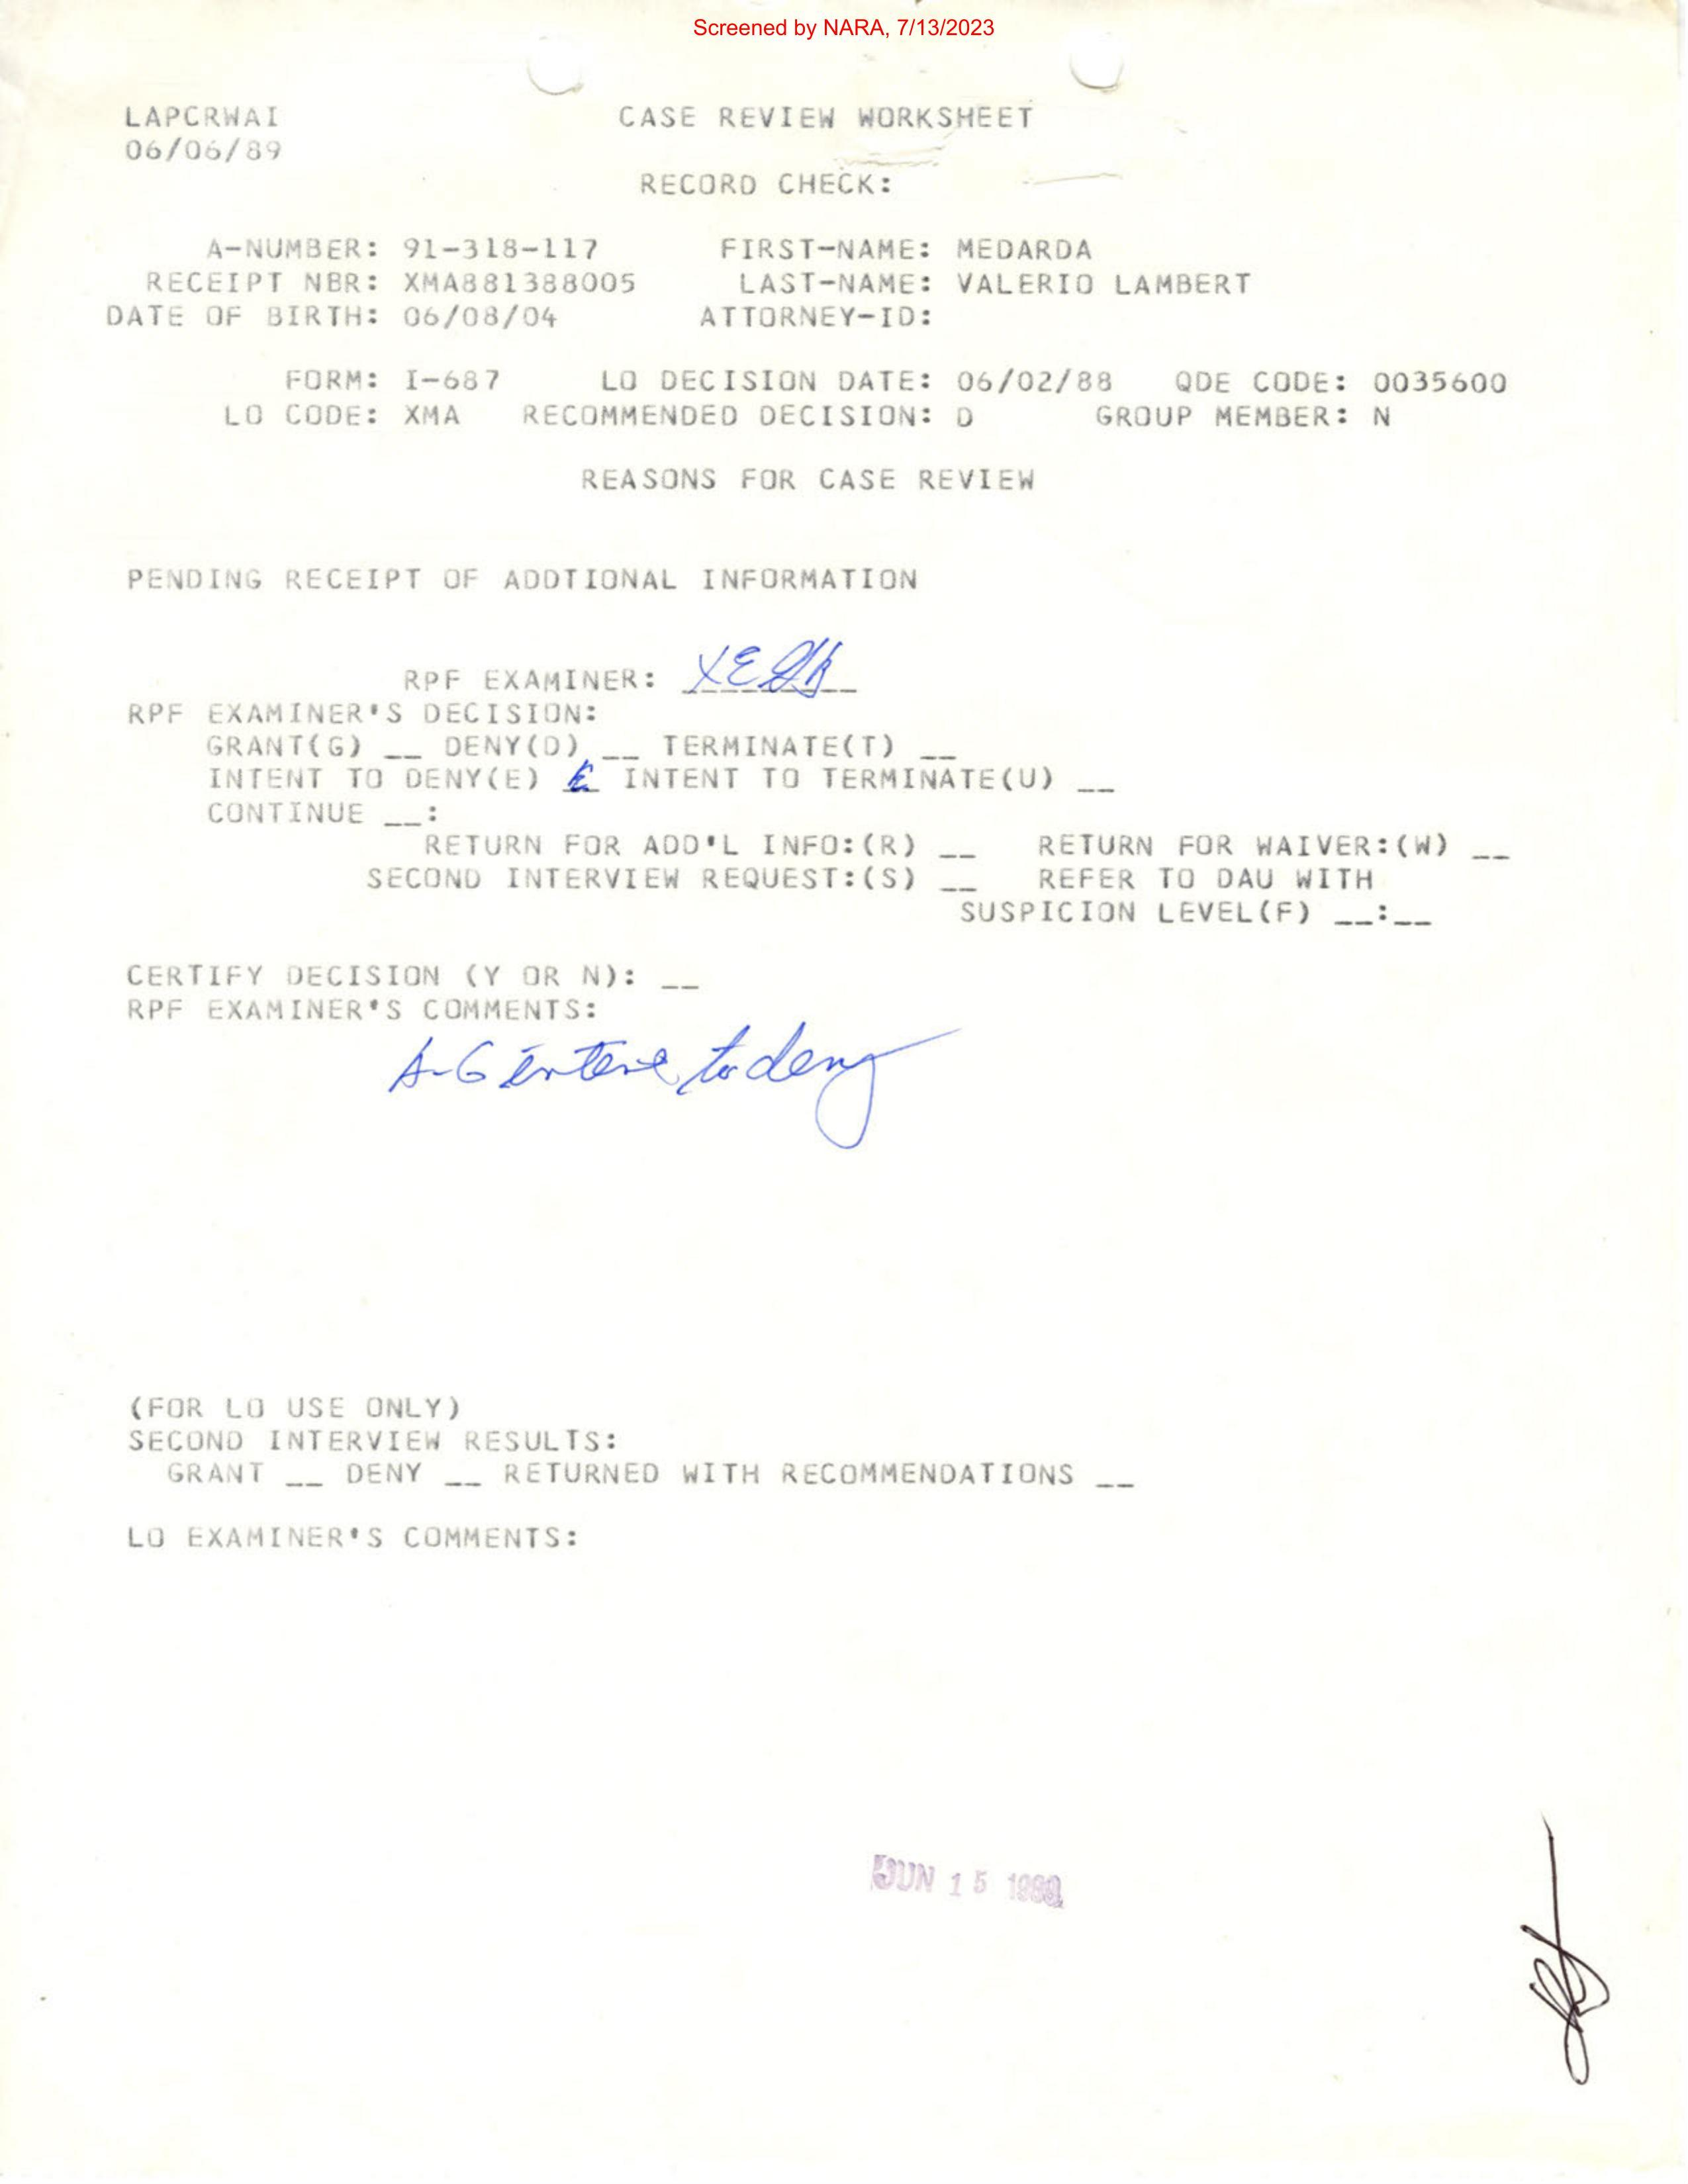 Screened by NARA, 7/13/2023
LAPCRWAI CASE REVIEW WORKSHEET
06/06/89
RECORD CHECK:
A-NUMBER: 91-318-117 FIRST-NAME: MEDARDA
RECEIPT NBR: XMA881388005 LAST-NAME: VALERIO LAMBERT
DATE OF BIRTH: 06/08/04 ATTORNEY-ID:
FORM: I-687 LO DECISION DATE: 06/02/88 QDE CODE: 0035600
LO CODE: XMA RECOMMENDED DECISION: D GROUP MEMBER: N
REASONS FOR CASE REVIEW
PENDING RECEIPT OF ADDTIONAL INFORMATION
RPF EXAMINER:
RPF EXAMINER'S DECISION:
GRANT(G) __ DENY(D) __ TERMINATE(T) __
INTENT TO DENY(E) E INTENT TO TERMINATE(U) __
CONTINUE __:
RETURN FOR ADD'L INFO:(R) __ RETURN FOR WAIVER:(W) __
SECOND INTERVIEW REQUEST:(S) __ REFER TO DAU WITH
SUSPICION LEVEL(F) __:__
CERTIFY DECISION (Y OR N): __
RPF EXAMINER'S COMMENTS:
A-6 to deny
(FOR LO USE ONLY)
SECOND INTERVIEW RESULTS:
GRANT __ DENY __ RETURNED WITH RECOMMENDATIONS __
LO EXAMINER'S COMMENTS:
JUN 15